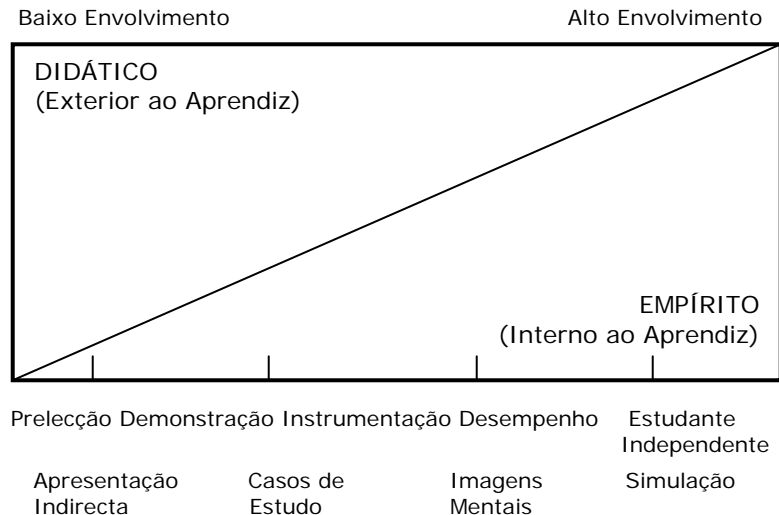 Baixo Envolvimento Alto Envolvimento
DIDÁTICO
(Exterior ao Aprendiz)
EMPÍRITO
(Interno ao Aprendiz)
Prelecção Demonstração Instrumentação Desempenho Estudante
Independente
Apresentação Casos de Imagens Simulação
Indirecta Estudo Mentais